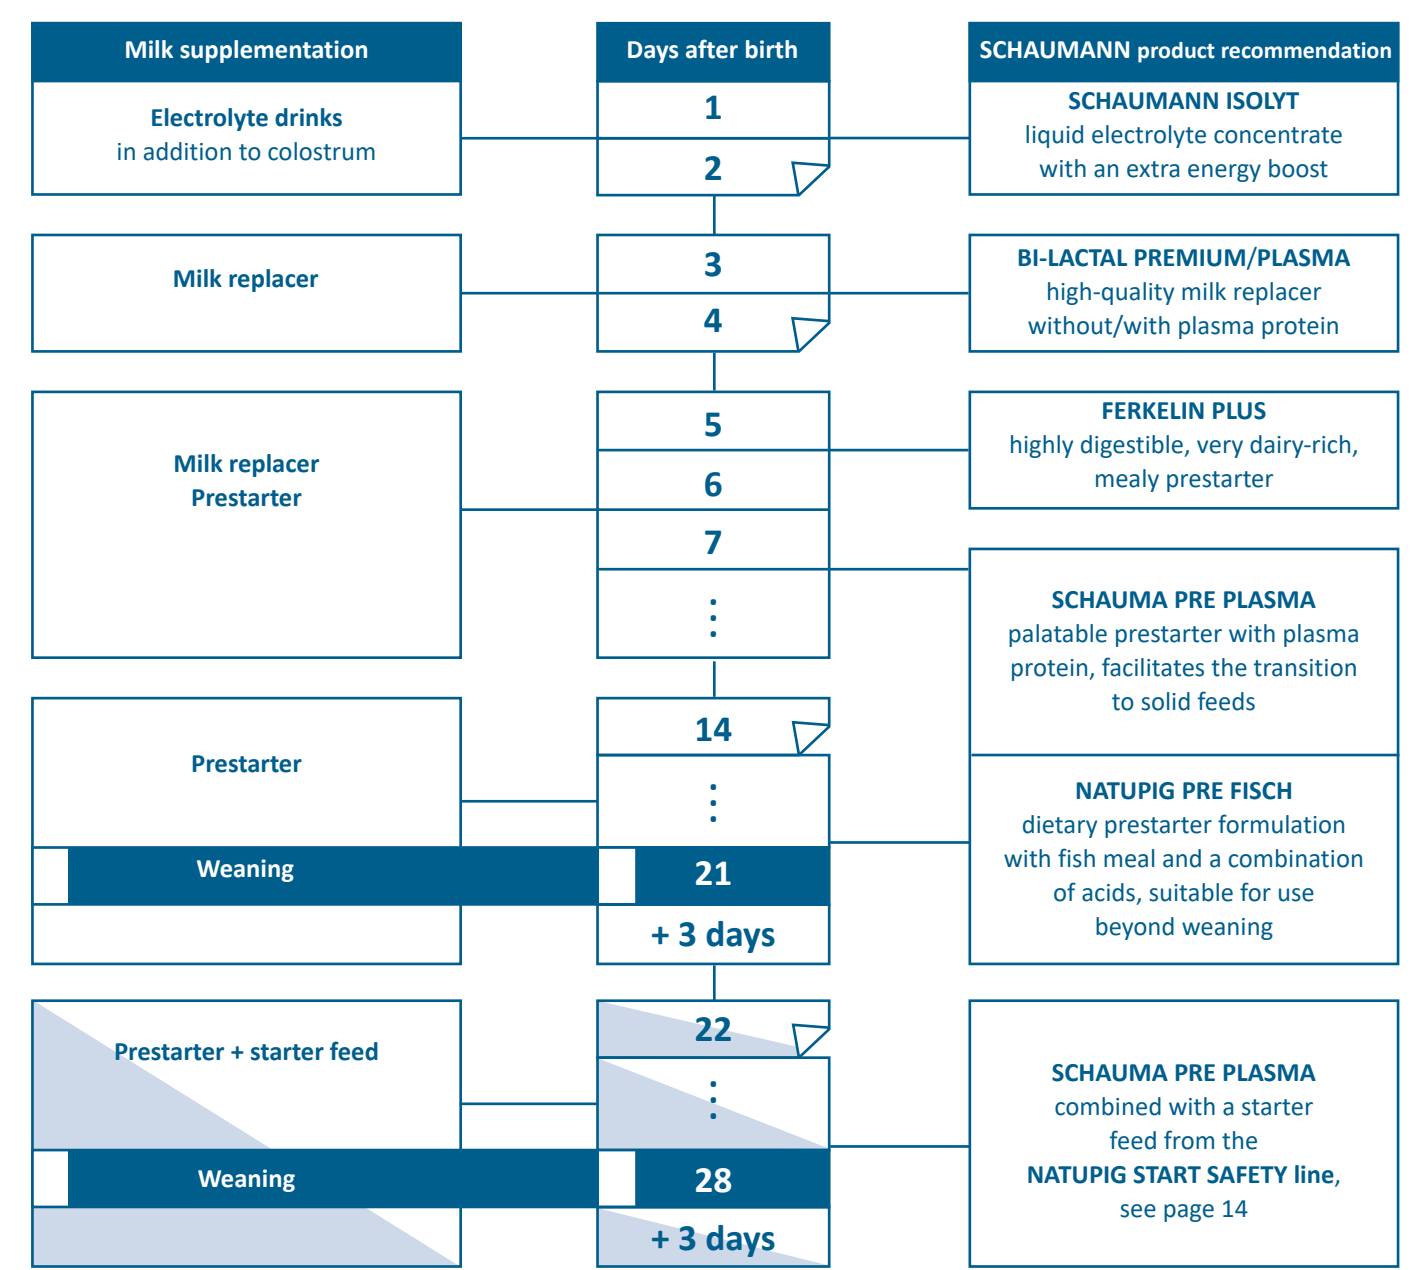 Milk supplementation
Days after birth
SCHAUMANN product recommendation
Electrolyte drinks
in addition to colostrum
1
2
SCHAUMANN ISOLYT
liquid electrolyte concentrate
with an extra energy boost
Milk replacer
3
4
BI-LACTAL PREMIUM/PLASMA
high-quality milk replacer
without/with plasma protein
Milk replacer
Prestarter
5
6
7
⋮
FERKELIN PLUS
highly digestible, very dairy-rich,
mealy prestarter
SCHAUMA PRE PLASMA
palatable prestarter with plasma
protein, facilitates the transition
to solid feeds
Prestarter
14
⋮
Weaning
21
+ 3 days
NATUPIG PRE FISCH
dietary prestarter formulation
with fish meal and a combination
of acids, suitable for use
beyond weaning
Prestarter + starter feed
22
⋮
Weaning
28
+ 3 days
SCHAUMA PRE PLASMA
combined with a starter
feed from the
NATUPIG START SAFETY line,
see page 14